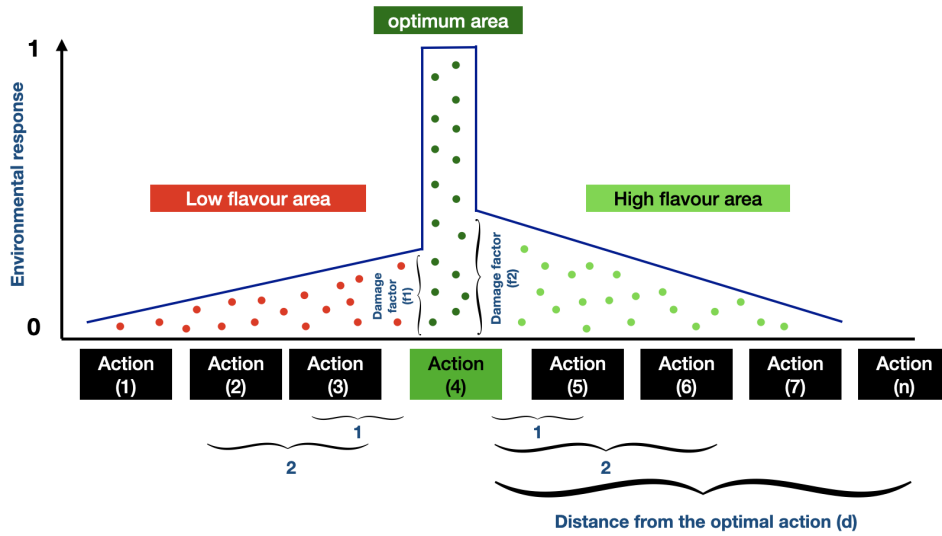 optimum area
1
Environmental response
Low flavour area
High flavour area
Damage
factor
(f1)
Damage factor
(f2)
0
Action
(1)
Action
(2)
Action
(3)
Action
(4)
Action
(5)
Action
(6)
Action
(7)
Action
(n)
1
1
2
2
Distance from the optimal action (d)